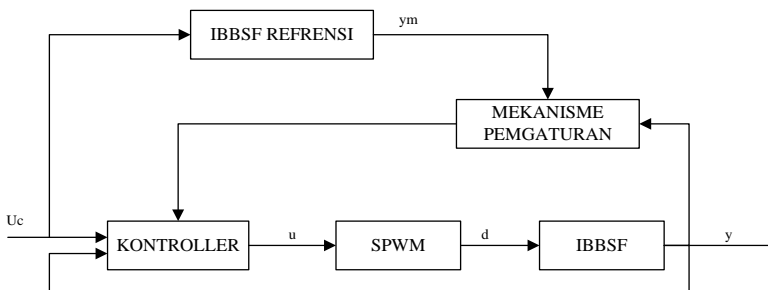 IBBSF REFRENSI
ym
MEKANISME
PEMGATURAN
Uc
KONTROLLER
u
SPWM
d
IBBSF
y